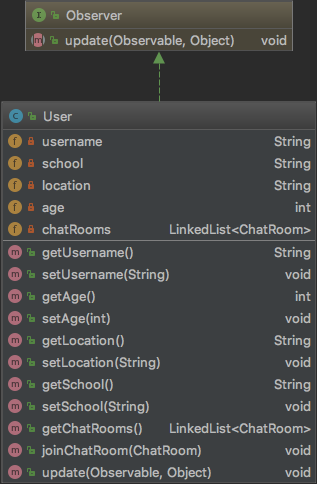 I Observer
m update(Observable, Object) void
C User
f username String
f school String
f location String
f age int
f chatRooms LinkedList<ChatRoom>
m getUsername() String
m setUsername(String) void
m getAge() int
m setAge(int) void
m getLocation() String
m setLocation(String) void
m getSchool() String
m setSchool(String) void
m getChatRooms() LinkedList<ChatRoom>
m joinChatRoom(ChatRoom) void
m update(Observable, Object) void